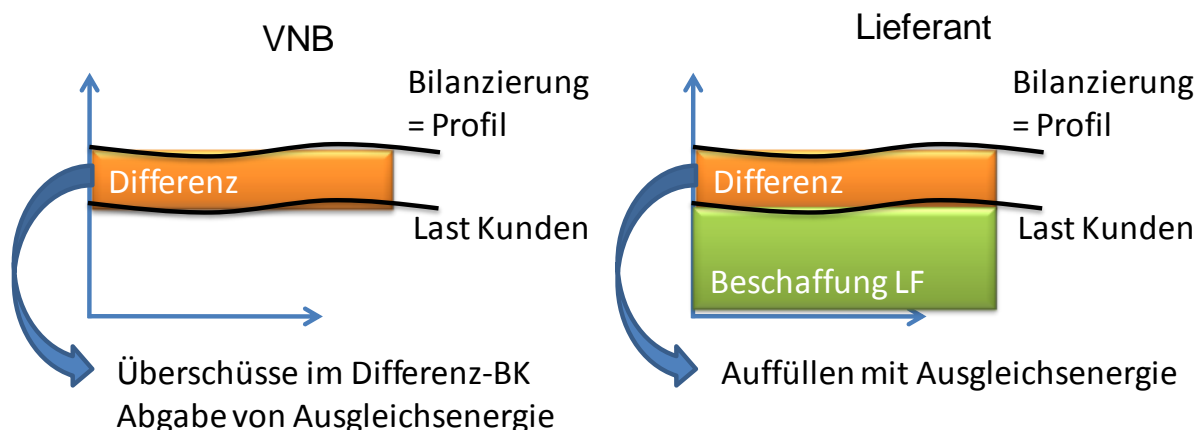 VNB
Bilanzierung
= Profil
Differenz
Last Kunden
Überschüsse im Differenz-BK
Abgabe von Ausgleichsenergie
Lieferant
Bilanzierung
= Profil
Differenz
Last Kunden
Beschaffung LF
Auffüllen mit Ausgleichsenergie